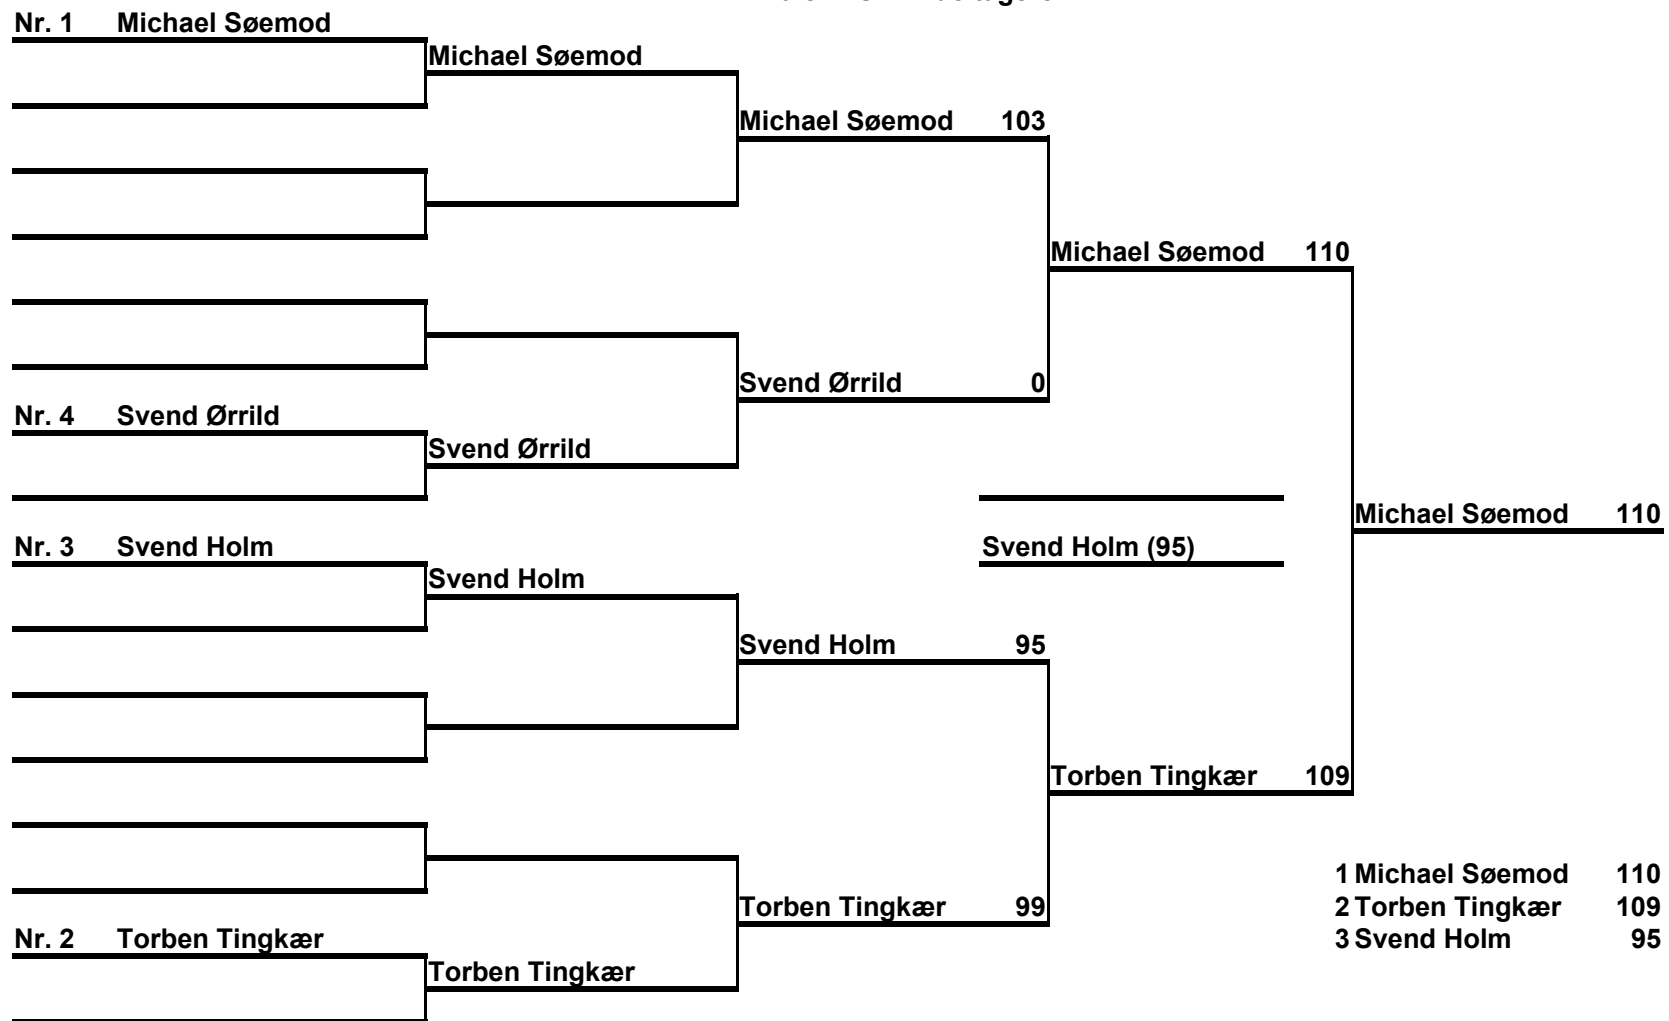 Nr. 1 Michael Søemod
Michael Søemod
Michael Søemod 103
Michael Søemod 110
Svend Ørrild 0
Nr. 4 Svend Ørrild
Svend Ørrild
Michael Søemod 110
Nr. 3 Svend Holm
Svend Holm (95)
Svend Holm
Svend Holm 95
Torben Tingkær 109
1 Michael Søemod 110
Torben Tingkær 99
2 Torben Tingkær 109
Nr. 2 Torben Tingkær
3 Svend Holm 95
Torben Tingkær